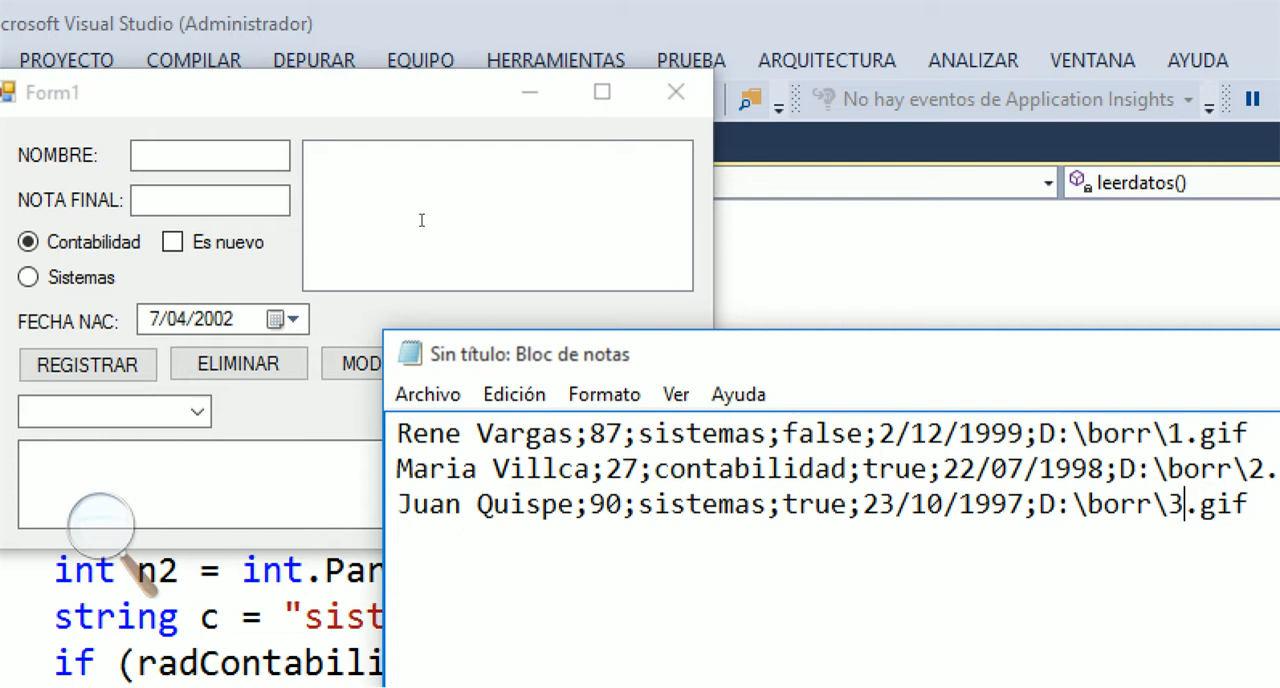 crosoft Visual Studio (Administrador)
PROYECTO COMPILAR DEPURAR EQUIPO HERRAMIENTAS PRUEBA ARQUITECTURA ANALIZAR VENTANA AYUDA
Form1
No hay eventos de Application Insights
leerdatos()
NOMBRE:
NOTA FINAL:
Contabilidad Es nuevo
Sistemas
FECHA NAC: 7/04/2002
REGISTRAR ELIMINAR MOD
Sin título: Bloc de notas
Archivo Edición Formato Ver Ayuda
Rene Vargas;87;sistemas;false;2/12/1999;D:\borr\1.gif
Maria Villca;27;contabilidad;true;22/07/1998;D:\borr\2.
Juan Quispe;90;sistemas;true;23/10/1997;D:\borr\3.gif
int n2 = int.Par
string c = "sist
if (radContabili